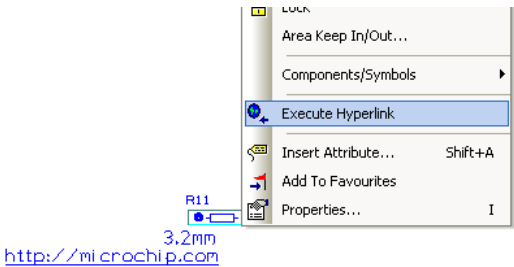 Lock
Area Keep In/Out...
Components/Symbols
Execute Hyperlink
Insert Attribute... Shift+A
Add To Favourites
Properties... I
R11
3.2mm
http://microchip.com